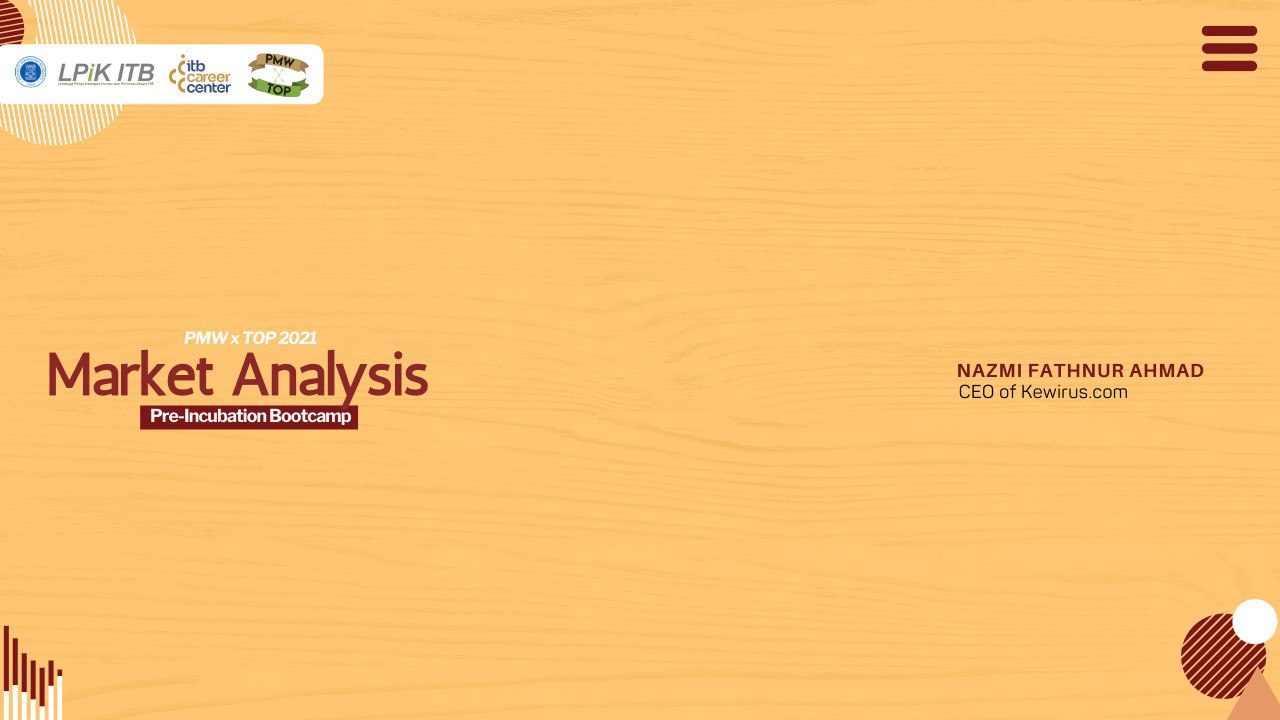 LPiK ITB
itb
career
center
PMW
TOP
PMW x TOP 2021
Market Analysis
Pre-Incubation Bootcamp
NAZMI FATHNUR AHMAD
CEO of Kewirus.com